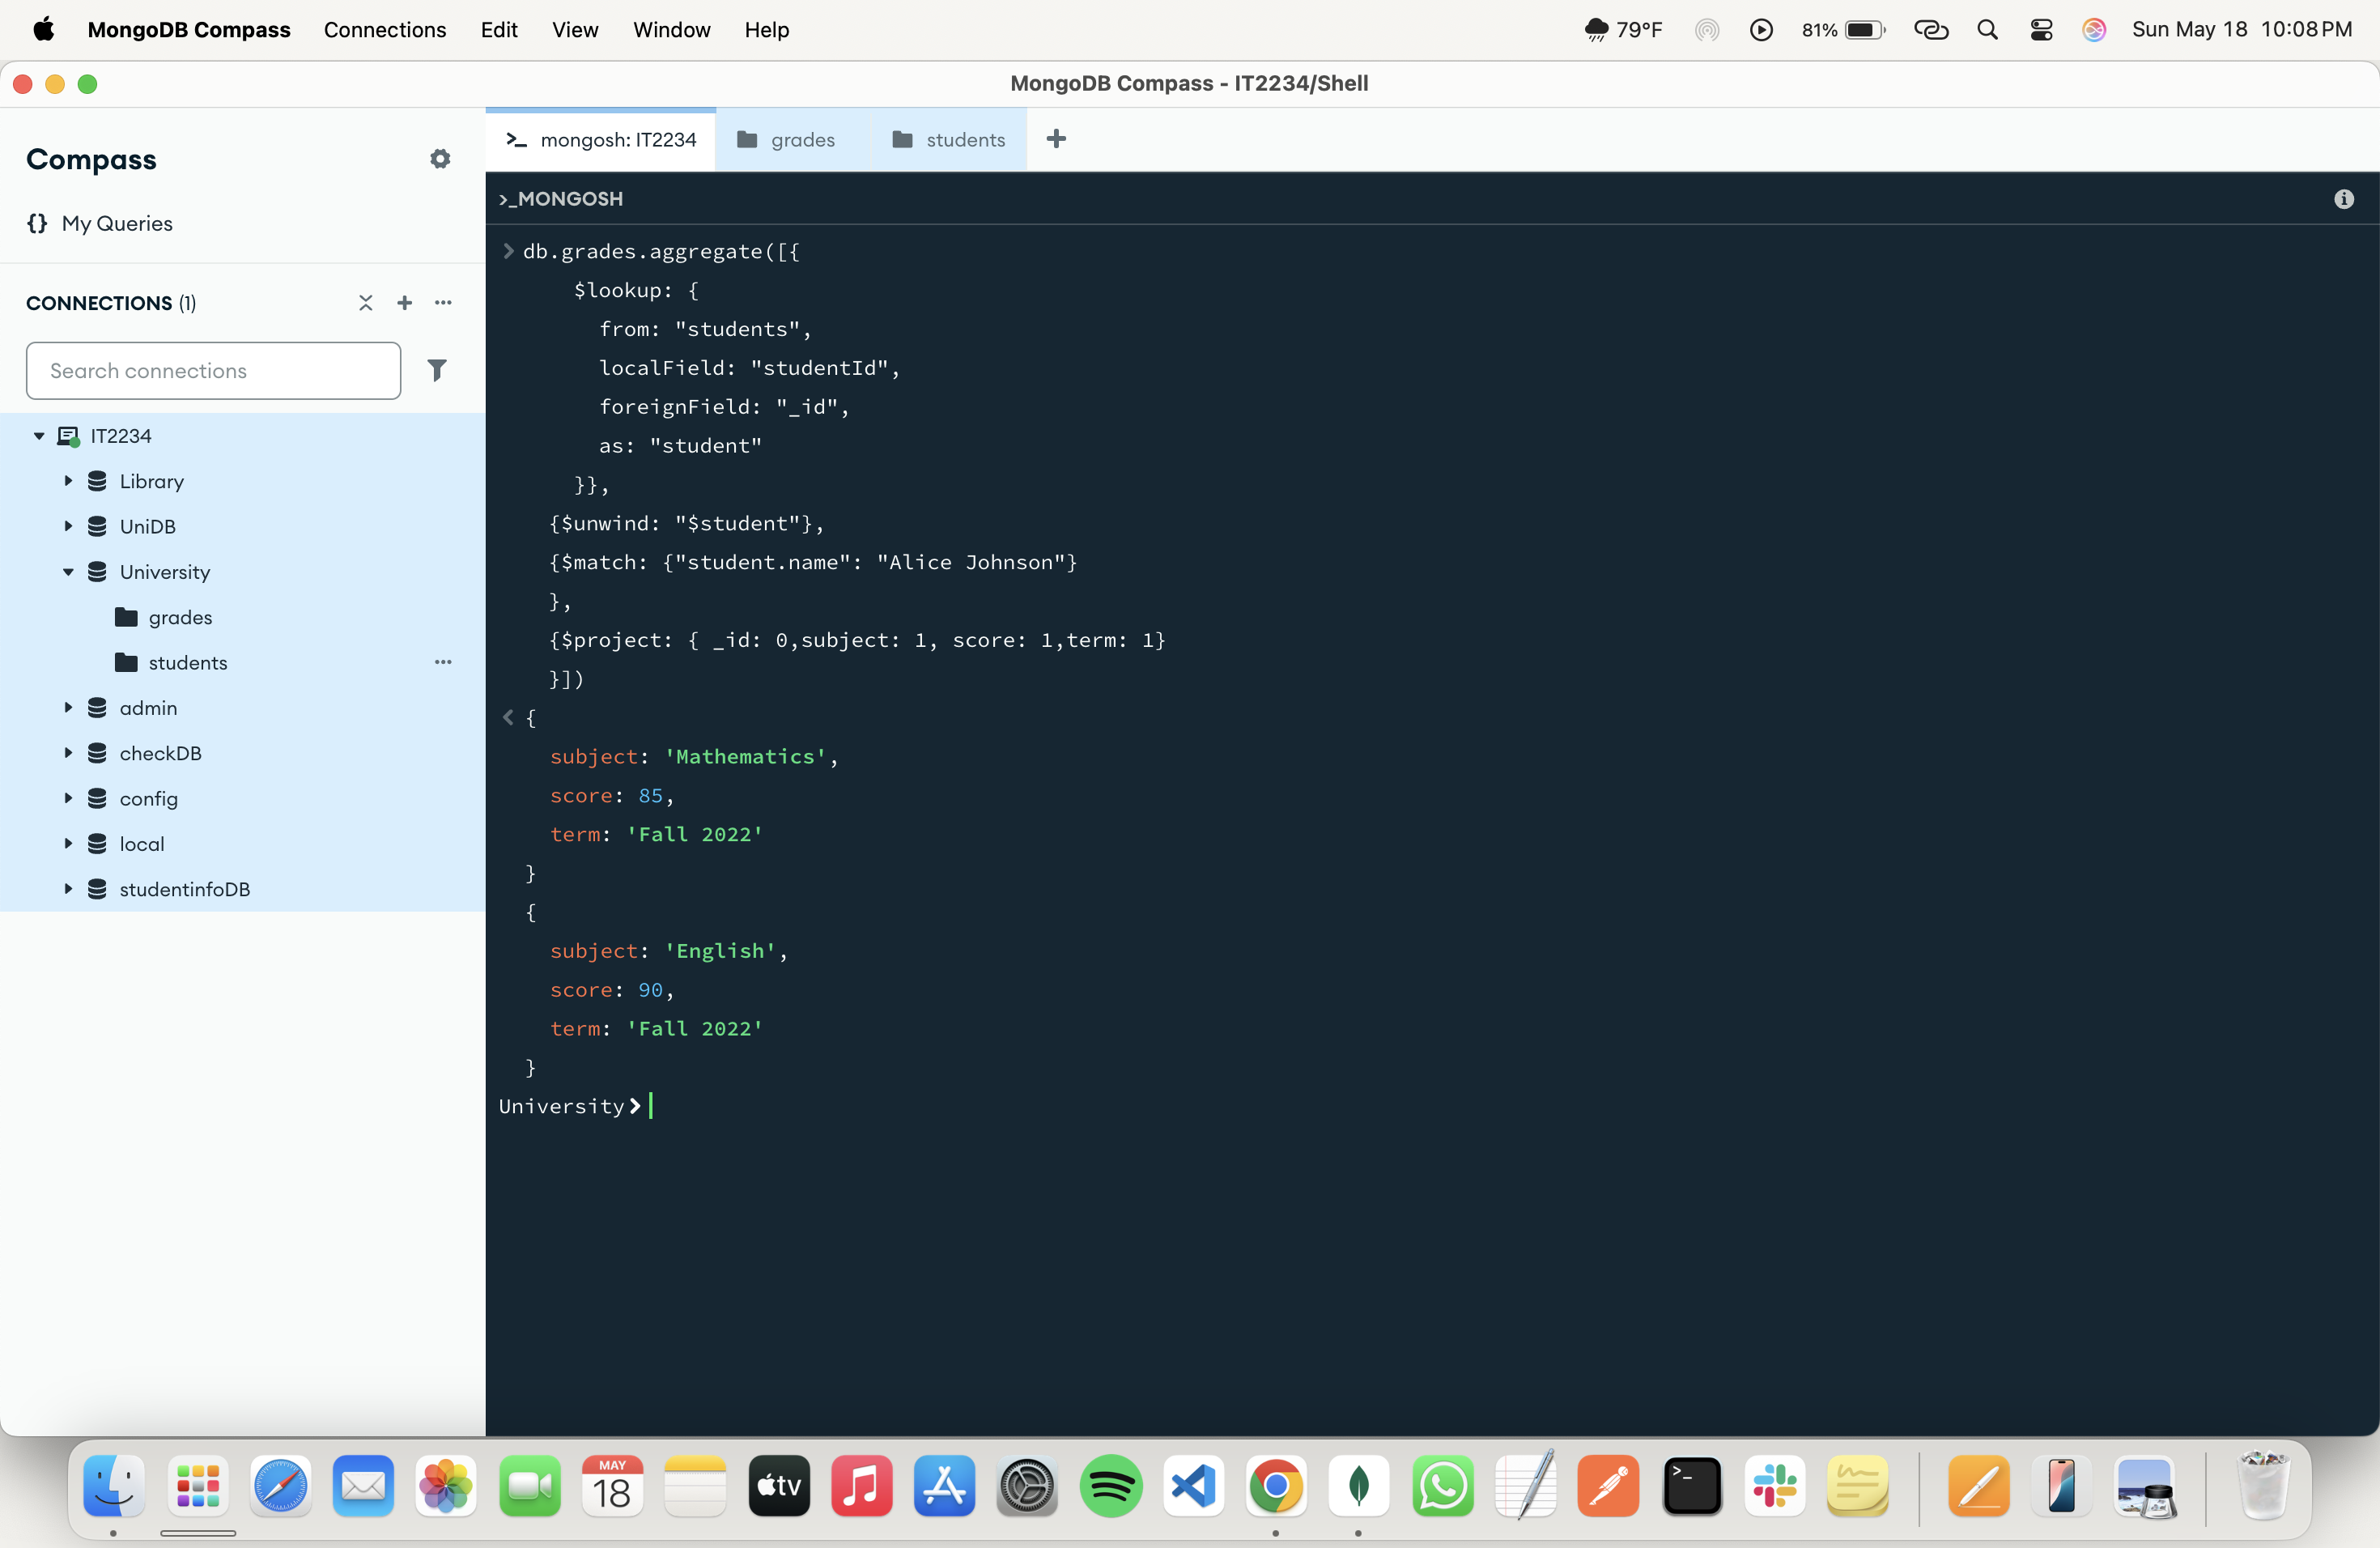 MongoDB Compass Connections Edit View Window Help 79°F 81% Sun May 18 10:08 PM
MongoDB Compass - IT2234/Shell
Compass
{} My Queries
CONNECTIONS (1)
Search connections
IT2234
Library
UniDB
University
grades
students
admin
checkDB
config
local
studentinfoDB
>_ mongosh: IT2234 grades students +
>_MONGOSH
> db.grades.aggregate([{
$lookup: {
from: "students",
localField: "studentId",
foreignField: "_id",
as: "student"
}},
{$unwind: "$student"},
{$match: {"student.name": "Alice Johnson"}
},
{$project: { _id: 0,subject: 1, score: 1,term: 1}
}])
< {
subject: 'Mathematics',
score: 85,
term: 'Fall 2022'
}
{
subject: 'English',
score: 90,
term: 'Fall 2022'
}
University>
MAY
18
tv
>_